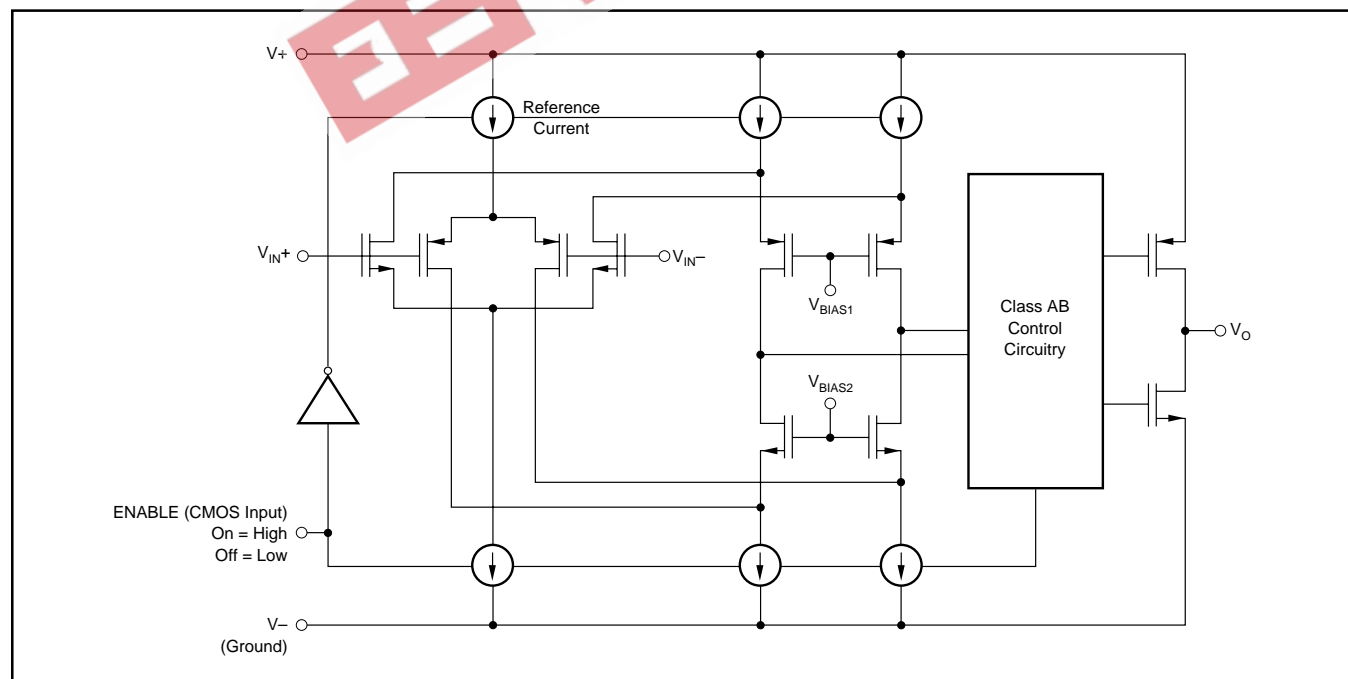 V+
Reference
Current
V_IN+
V_IN–
V_BIAS1
Class AB
Control
Circuitry
V_O
V_BIAS2
ENABLE (CMOS Input)
On = High
Off = Low
V–
(Ground)